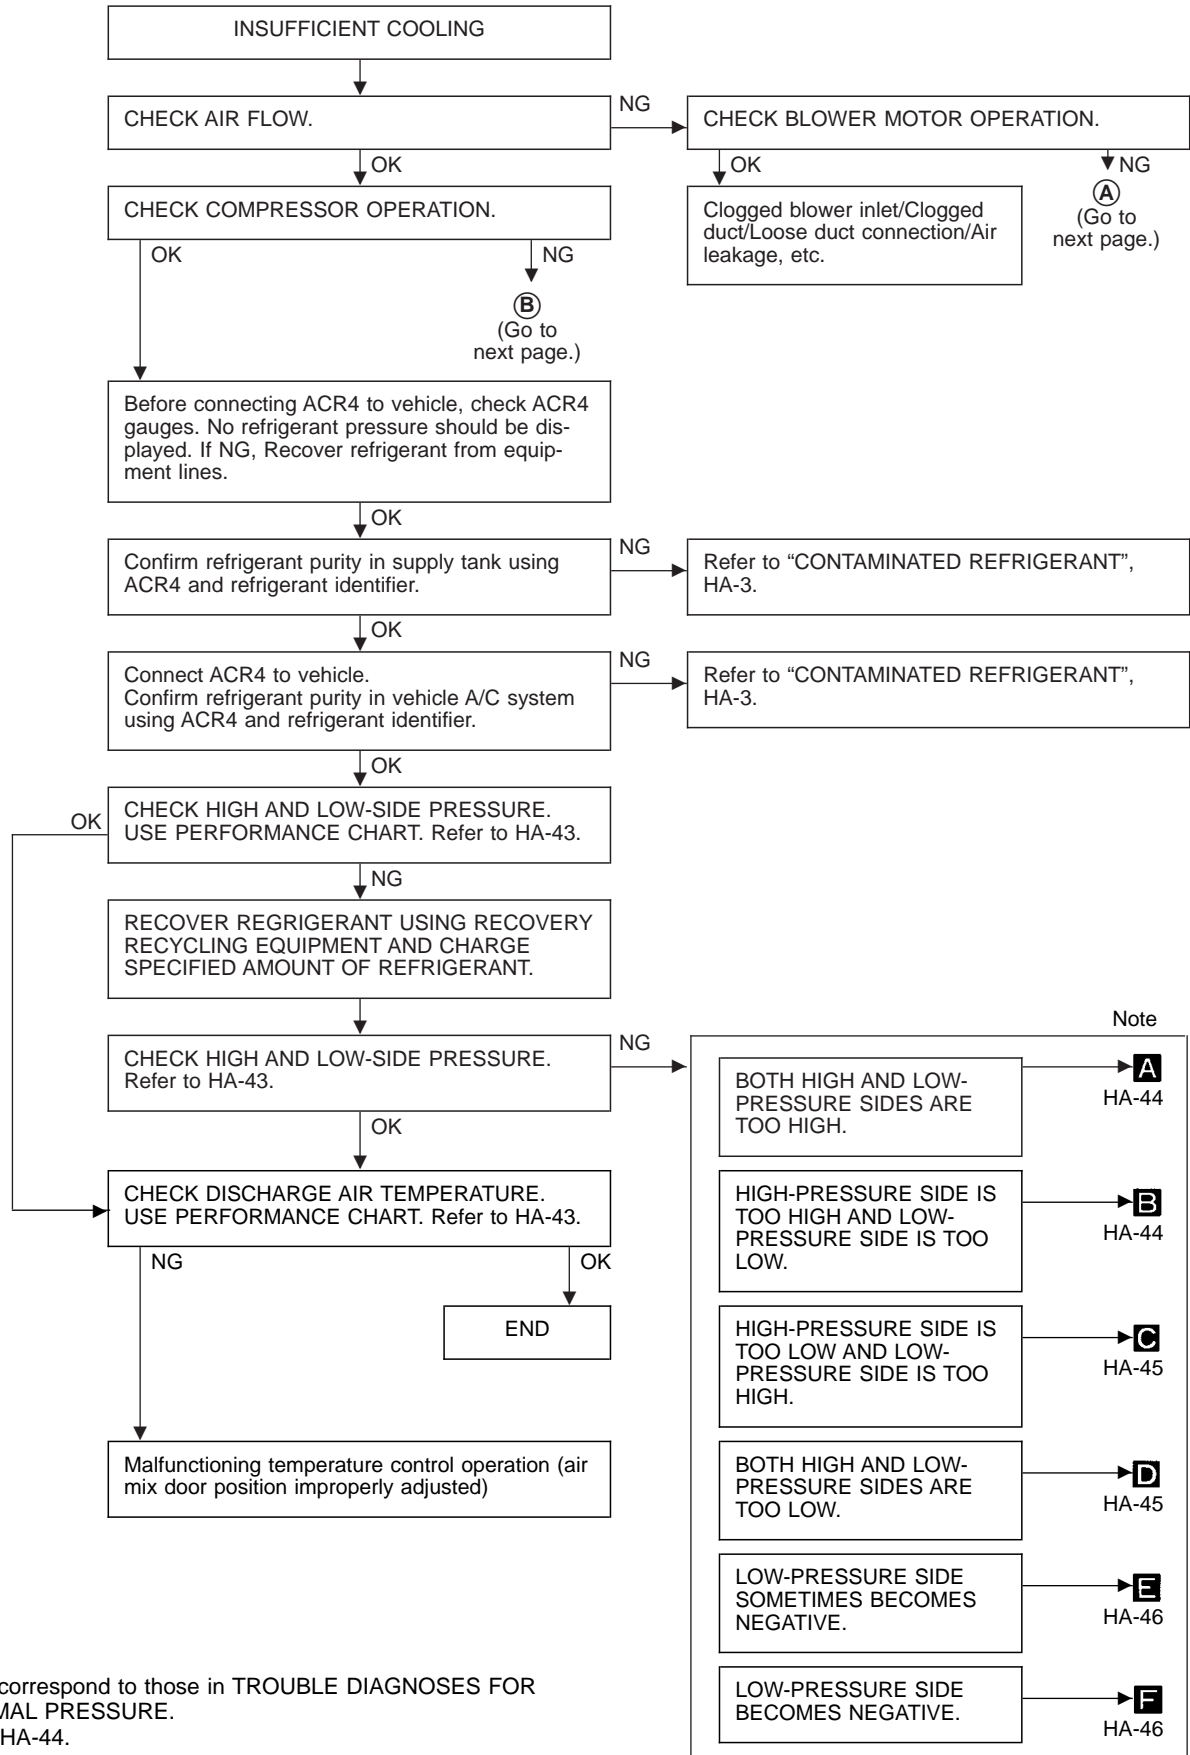 INSUFFICIENT COOLING
CHECK AIR FLOW.
NG
CHECK BLOWER MOTOR OPERATION.
OK
OK
NG
CHECK COMPRESSOR OPERATION.
Clogged blower inlet/Clogged
duct/Loose duct connection/Air
leakage, etc.
A
(Go to
next page.)
OK
NG
B
(Go to
next page.)
Before connecting ACR4 to vehicle, check ACR4
gauges. No refrigerant pressure should be dis-
played. If NG, Recover refrigerant from equip-
ment lines.
OK
Confirm refrigerant purity in supply tank using
ACR4 and refrigerant identifier.
NG
Refer to “CONTAMINATED REFRIGERANT”,
HA-3.
OK
Connect ACR4 to vehicle.
Confirm refrigerant purity in vehicle A/C system
using ACR4 and refrigerant identifier.
NG
Refer to “CONTAMINATED REFRIGERANT”,
HA-3.
OK
CHECK HIGH AND LOW-SIDE PRESSURE.
USE PERFORMANCE CHART. Refer to HA-43.
OK
NG
RECOVER REGRIGERANT USING RECOVERY
RECYCLING EQUIPMENT AND CHARGE
SPECIFIED AMOUNT OF REFRIGERANT.
CHECK HIGH AND LOW-SIDE PRESSURE.
Refer to HA-43.
NG
OK
CHECK DISCHARGE AIR TEMPERATURE.
USE PERFORMANCE CHART. Refer to HA-43.
NG
OK
END
Malfunctioning temperature control operation (air
mix door position improperly adjusted)
Note
BOTH HIGH AND LOW-
PRESSURE SIDES ARE
TOO HIGH.
A
HA-44
HIGH-PRESSURE SIDE IS
TOO HIGH AND LOW-
PRESSURE SIDE IS TOO
LOW.
B
HA-44
HIGH-PRESSURE SIDE IS
TOO LOW AND LOW-
PRESSURE SIDE IS TOO
HIGH.
C
HA-45
BOTH HIGH AND LOW-
PRESSURE SIDES ARE
TOO LOW.
D
HA-45
LOW-PRESSURE SIDE
SOMETIMES BECOMES
NEGATIVE.
E
HA-46
LOW-PRESSURE SIDE
BECOMES NEGATIVE.
F
HA-46
correspond to those in TROUBLE DIAGNOSES FOR
MAL PRESSURE.
HA-44.